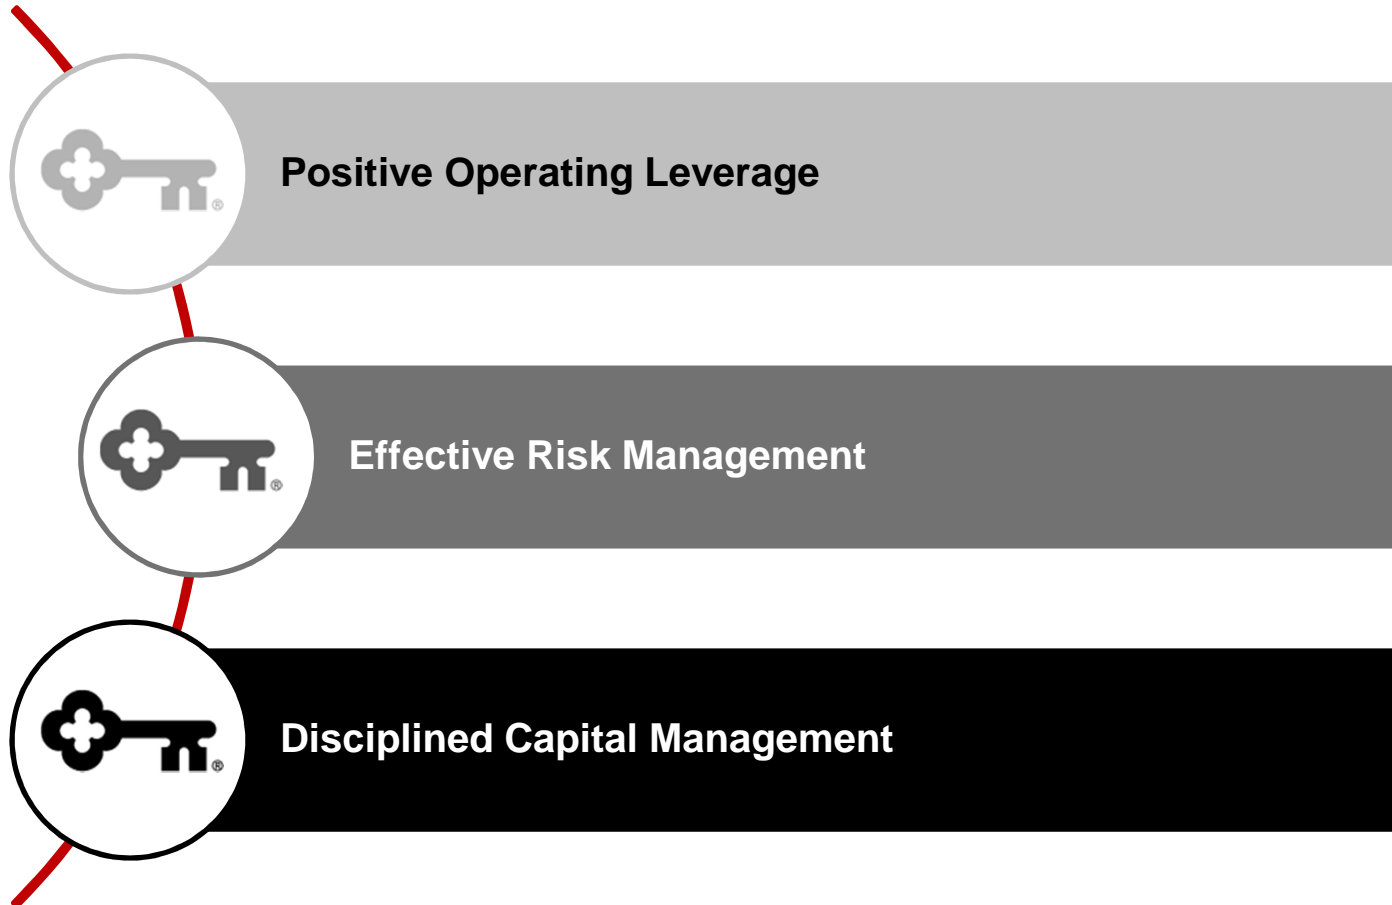 Positive Operating Leverage
®
Effective Risk Management
®
Disciplined Capital Management
®